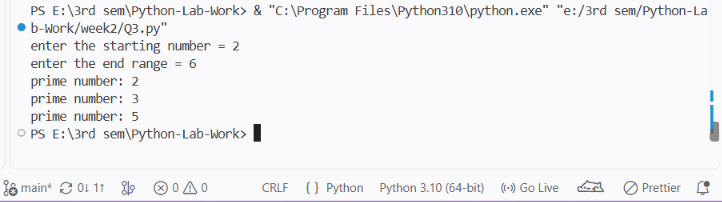 PS E:\3rd sem\Python-Lab-Work> & "C:\Program Files\Python310\python.exe" "e:/3rd sem/Python-La
b-Work/week2/Q3.py"
enter the starting number = 2
enter the end range = 6
prime number: 2
prime number: 3
prime number: 5
PS E:\3rd sem\Python-Lab-Work>
main* 0↓ 1↑ 0 0 CRLF { } Python Python 3.10 (64-bit) Go Live Prettier